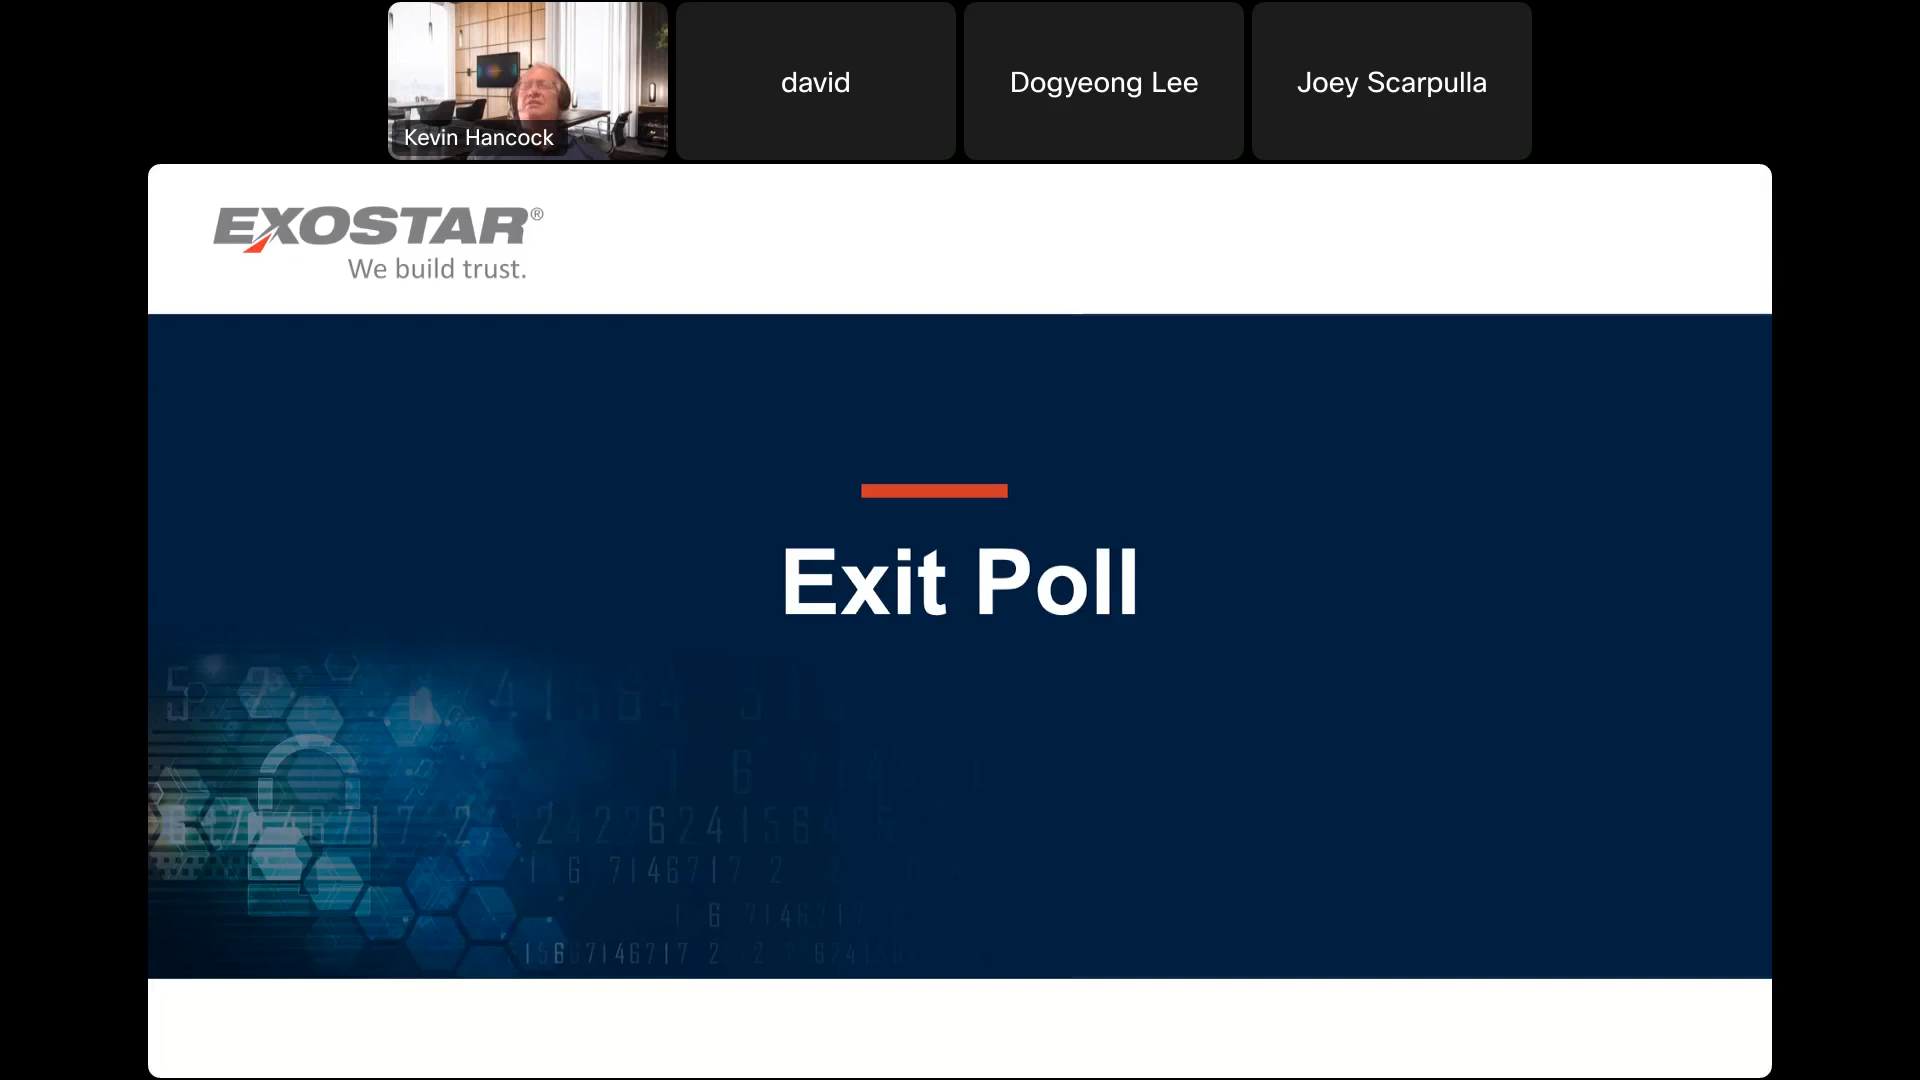 Kevin Hancock
david
Dogyeong Lee
Joey Scarpulla
EXOSTAR®
We build trust.
Exit Poll